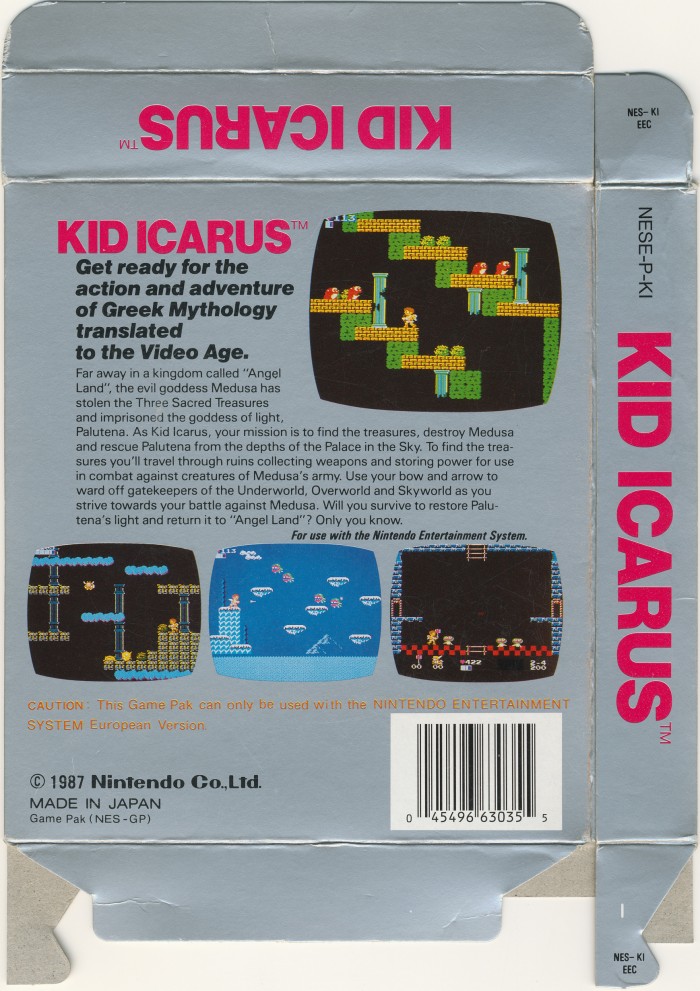 KID ICARUS™
NES-KI
EEC
NESE-P-KI
KID ICARUS™
KID ICARUS™
Get ready for the
action and adventure
of Greek Mythology
translated
to the Video Age.
Far away in a kingdom called "Angel
Land", the evil goddess Medusa has
stolen the Three Sacred Treasures
and imprisoned the goddess of light,
Palutena. As Kid Icarus, your mission is to find the treasures, destroy Medusa
and rescue Palutena from the depths of the Palace in the Sky. To find the trea-
sures you'll travel through ruins collecting weapons and storing power for use
in combat against creatures of Medusa's army. Use your bow and arrow to
ward off gatekeepers of the Underworld, Overworld and Skyworld as you
strive towards your battle against Medusa. Will you survive to restore Palu-
tena's light and return it to "Angel Land"? Only you know.
For use with the Nintendo Entertainment System.
113
113
422
2-4
00 00 200
CAUTION: This Game Pak can only be used with the NINTENDO ENTERTAINMENT
SYSTEM European Version.
© 1987 Nintendo Co.,Ltd.
MADE IN JAPAN
Game Pak (NES-GP)
0 45496 63035 5
NES-KI
EEC